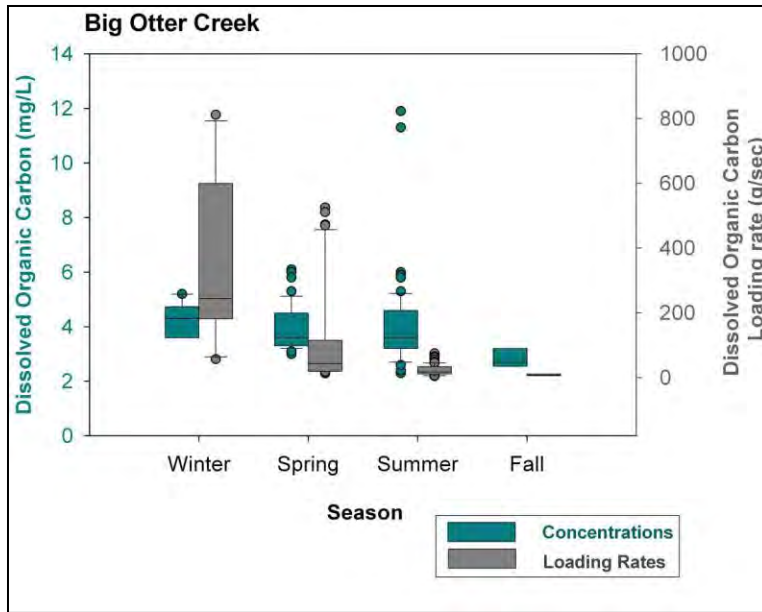 Big Otter Creek
Dissolved Organic Carbon (mg/L)
14
12
10
8
6
4
2
0
1000
800
600
400
200
0
Dissolved Organic Carbon
Loading rate (g/sec)
Winter
Spring
Summer
Fall
Season
Concentrations
Loading Rates